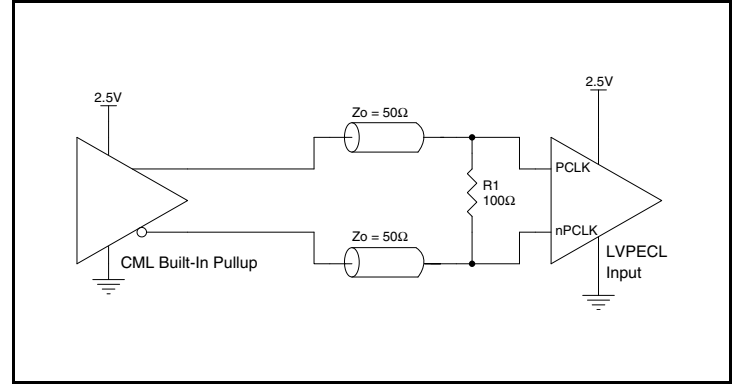 2.5V
2.5V
Zo = 50Ω
PCLK
R1
100Ω
Zo = 50Ω
nPCLK
CML Built-In Pullup
LVPECL
Input